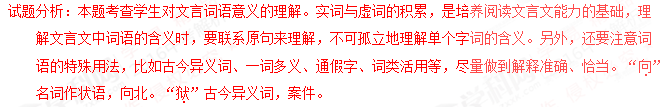 试题分析：本题考查学生对文言词语意义的理解。实词与虚词的积累，是培养阅读文言文能力的基础，理
解文言文中词语的含义时，要联系原句来理解，不可孤立地理解单个字词的含义。另外，还要注意词
语的特殊用法，比如古今异义词、一词多义、通假字、词类活用等，尽量做到解释准确、恰当。“向”
名词作状语，向北。“狱”古今异义词，案件。